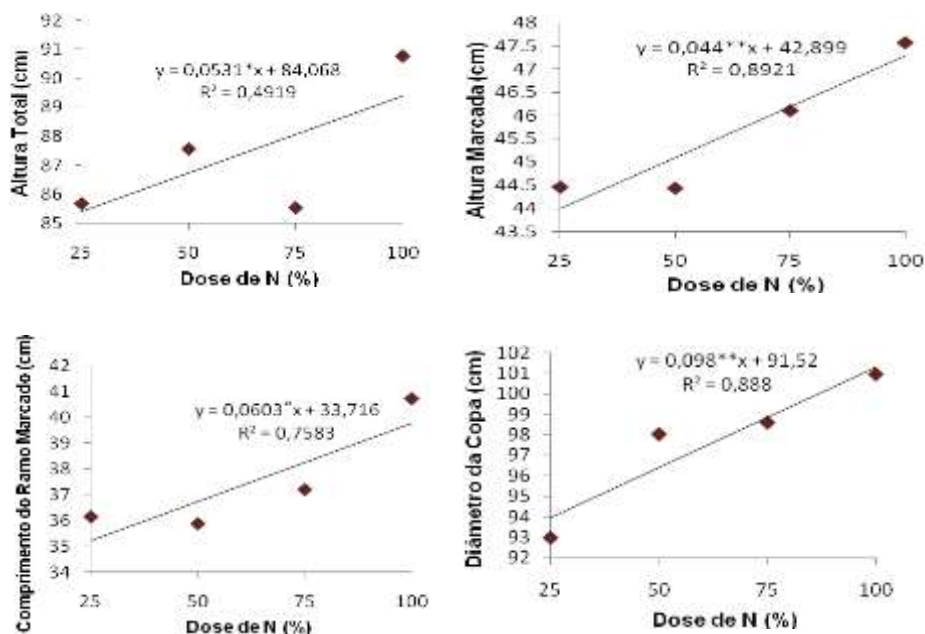 Altura Total (cm)
92
91
90
89
88
87
86
85
y = 0,0531*x + 84,068
R² = 0,4919
25 50 75 100
Dose de N (%)
Altura Marcada (cm)
48
47.5
47
46.5
46
45.5
45
44.5
44
43.5
y = 0,044**x + 42,899
R² = 0,8921
25 50 75 100
Dose de N (%)
Comprimento do Ramo Marcado (cm)
42
41
40
39
38
37
36
35
34
y = 0,0603*x + 33,716
R² = 0,7583
25 50 75 100
Dose de N (%)
Diâmetro da Copa (cm)
102
101
100
99
98
97
96
95
94
93
92
y = 0,098**x + 91,52
R² = 0,888
25 50 75 100
Dose de N (%)